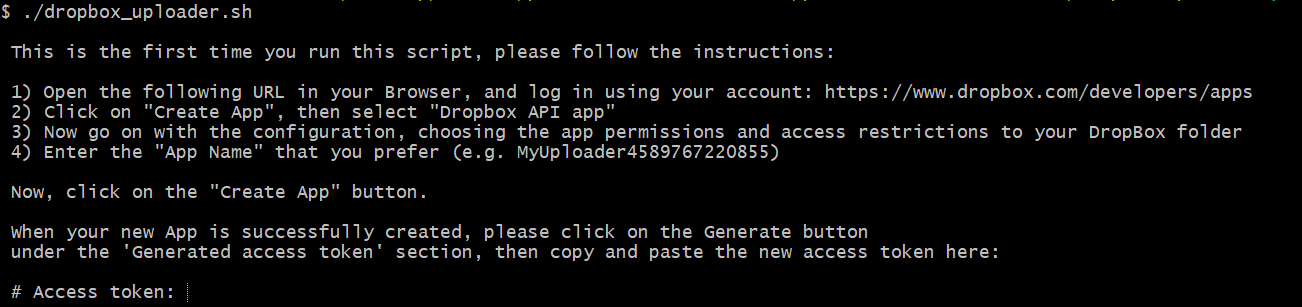 $ ./dropbox_uploader.sh
This is the first time you run this script, please follow the instructions:
1) Open the following URL in your Browser, and log in using your account: https://www.dropbox.com/developers/apps
2) Click on "Create App", then select "Dropbox API app"
3) Now go on with the configuration, choosing the app permissions and access restrictions to your DropBox folder
4) Enter the "App Name" that you prefer (e.g. MyUploader4589767220855)
Now, click on the "Create App" button.
When your new App is successfully created, please click on the Generate button
under the 'Generated access token' section, then copy and paste the new access token here:
# Access token: